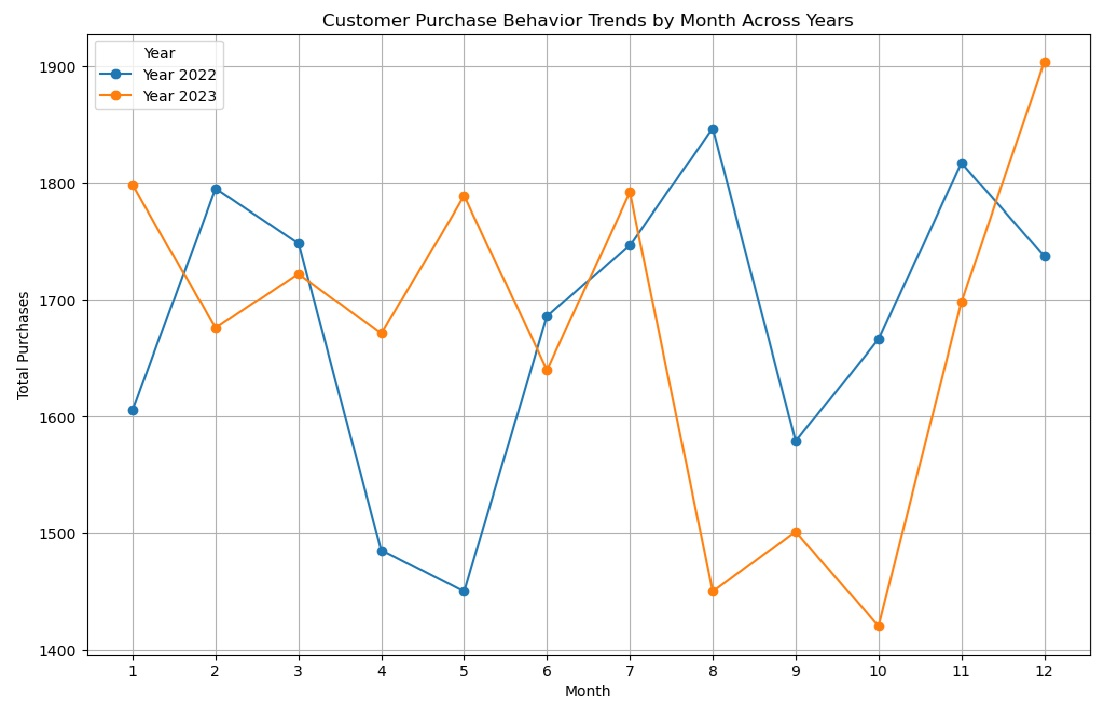 Customer Purchase Behavior Trends by Month Across Years
Year
Year 2022
Year 2023
Total Purchases
1900
1800
1700
1600
1500
1400
1 2 3 4 5 6 7 8 9 10 11 12
Month